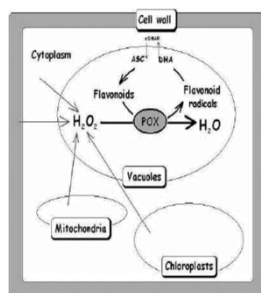 Cell wall
Cytoplasm
ASC
DHA
Flavonoids
Flavonoid
radicals
H2O2
POX
H2O
Vacuoles
Mitochondria
Chloroplasts